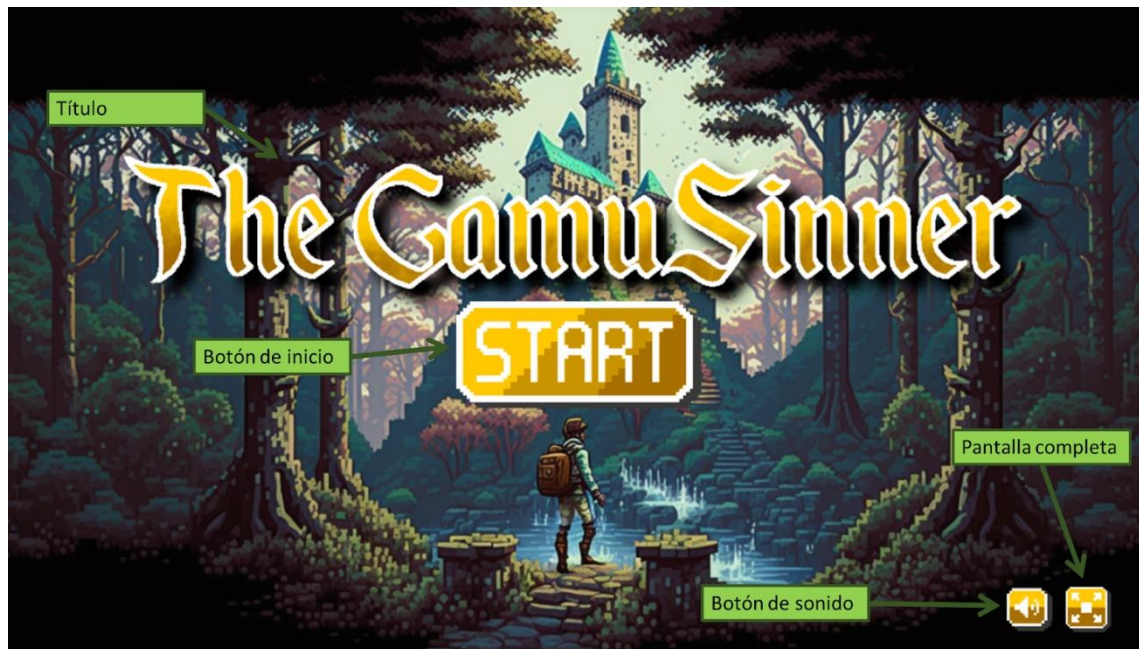 Título
The GamuSinner
START
Botón de inicio
Pantalla completa
Botón de sonido